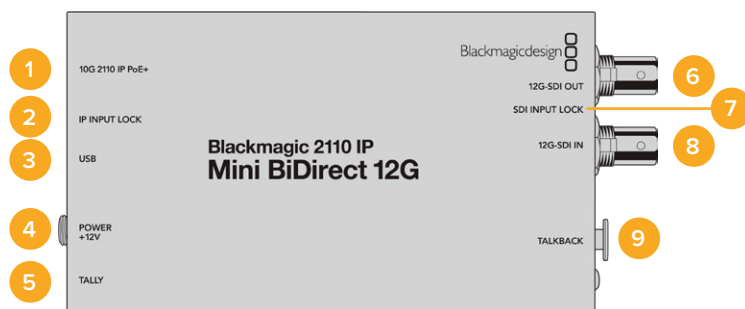 1
10G 2110 IP PoE+
2
IP INPUT LOCK
3
USB
4
POWER
+12V
5
TALLY
Blackmagic 2110 IP
Mini BiDirect 12G
Blackmagicdesign
12G-SDI OUT
6
SDI INPUT LOCK
7
12G-SDI IN
8
TALKBACK
9